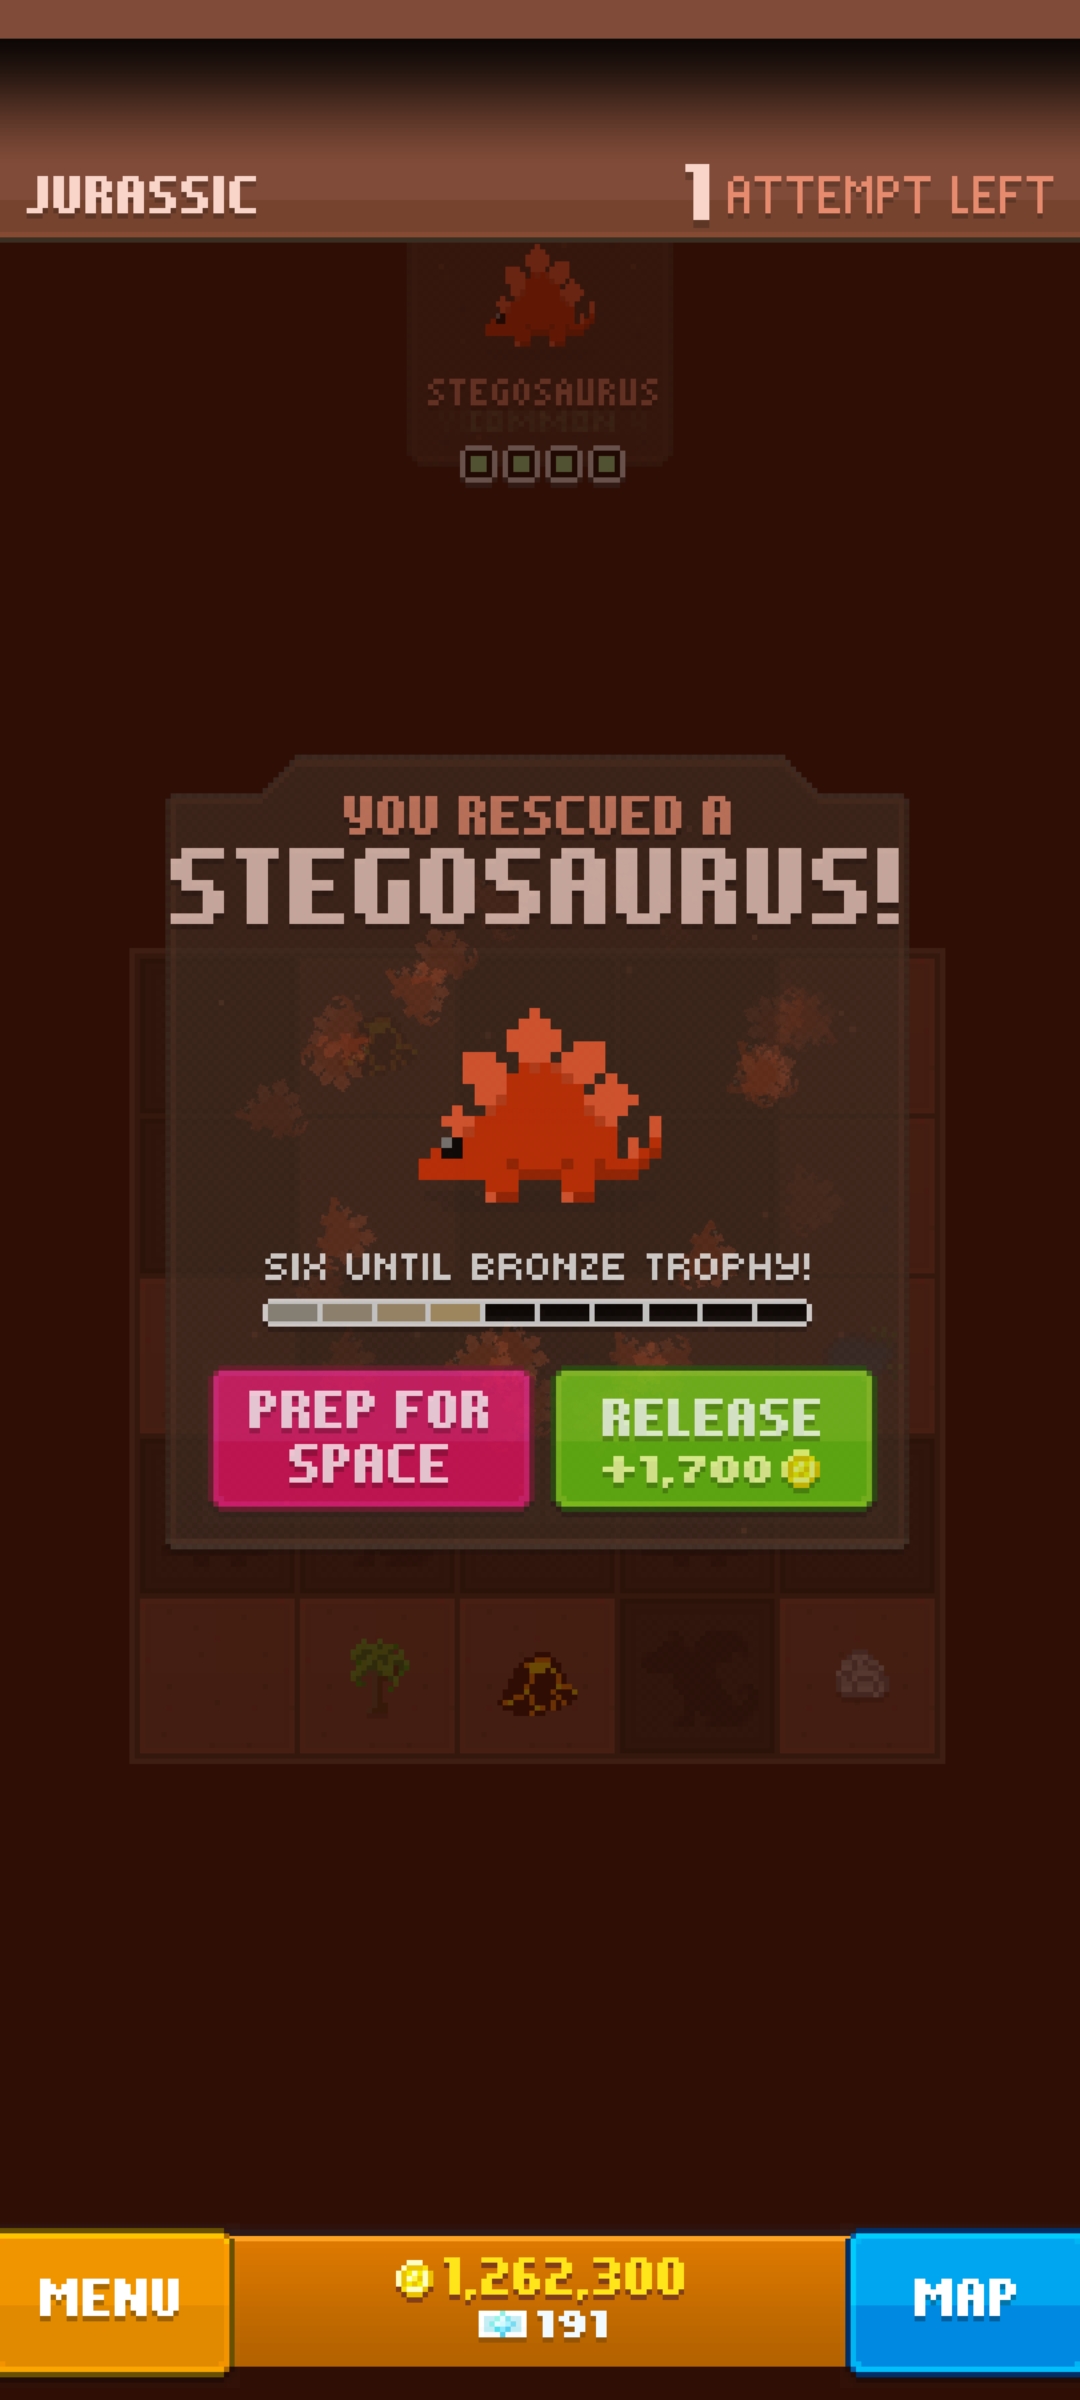 JURASSIC
1 ATTEMPT LEFT
STEGOSAURUS
COMMON
YOU RESCUED A
STEGOSAURUS!
SIX UNTIL BRONZE TROPHY!
PREP FOR
SPACE
RELEASE
+1,700
MENU
1,262,300
191
MAP